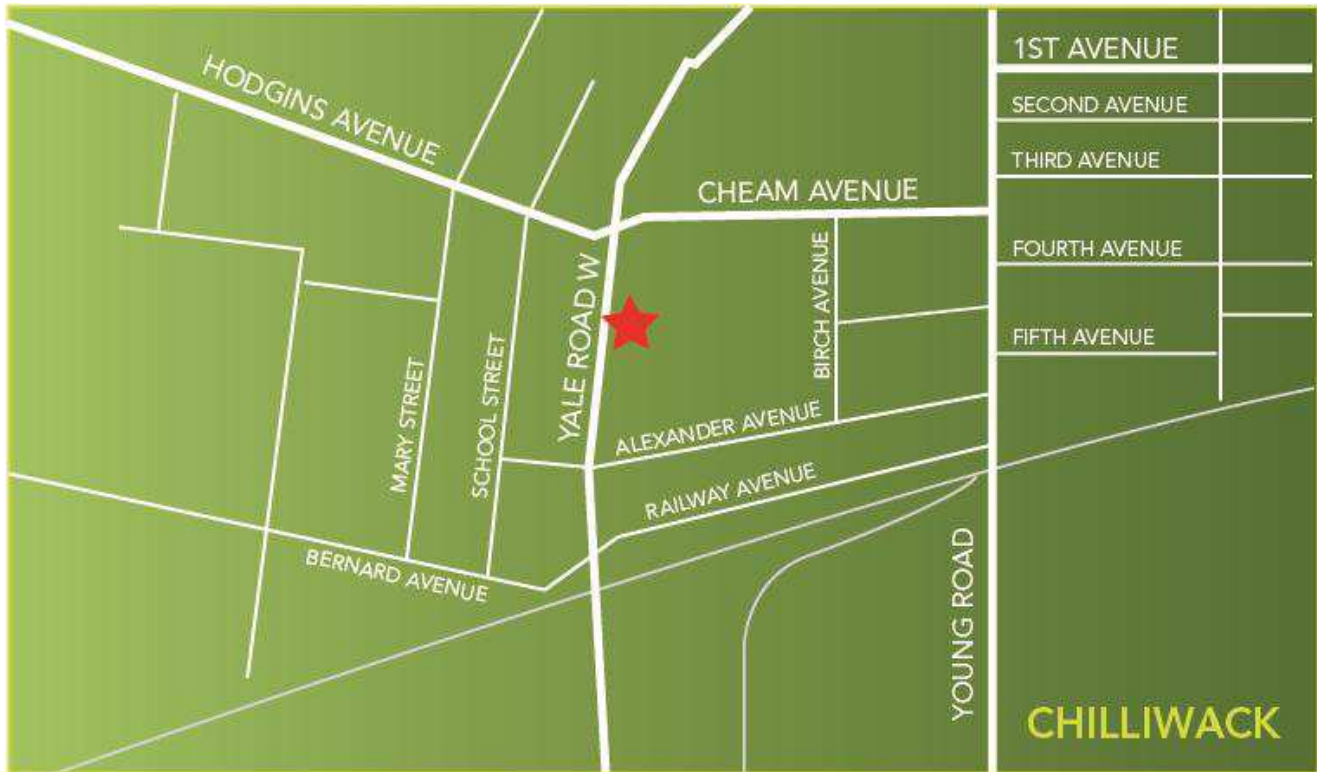 1ST AVENUE
HODGINS AVENUE
SECOND AVENUE
THIRD AVENUE
CHEAM AVENUE
FOURTH AVENUE
BIRCH AVENUE
YALE ROAD W
FIFTH AVENUE
SCHOOL STREET
MARY STREET
ALEXANDER AVENUE
RAILWAY AVENUE
BERNARD AVENUE
YOUNG ROAD
CHILLIWACK